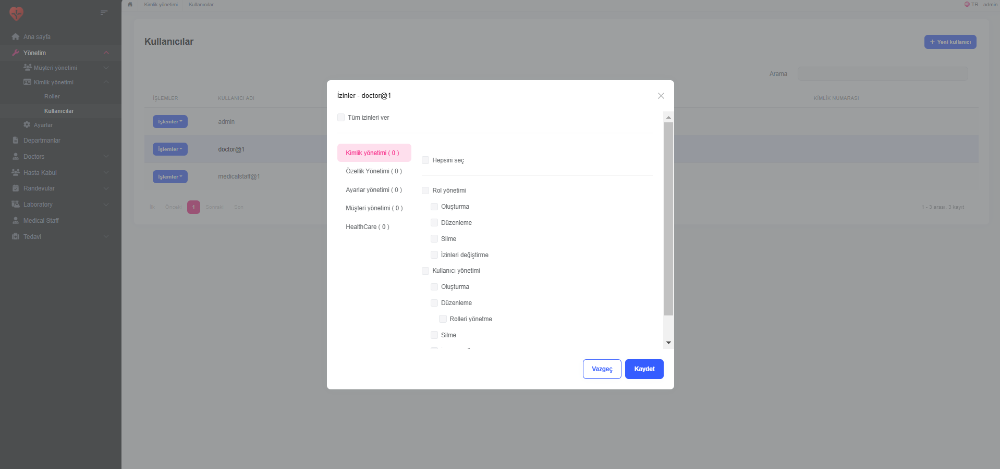 Kimlik yönetimi
Kullanıcılar
TR
admin
Ana sayfa
Yönetim
Müşteri yönetimi
Kimlik yönetimi
Roller
Kullanıcılar
Ayarlar
Departmanlar
Doctors
Hasta Kabul
Randevular
Laboratory
Medical Staff
Tedavi
Kullanıcılar
+ Yeni kullanıcı
Arama
İŞLEMLER
KULLANICI ADI
KİMLİK NUMARASI
İşlemler
admin
İşlemler
doctor@1
İşlemler
medicalstaff@1
İlk
Önceki
1
Sonraki
Son
1 - 3 arası, 3 kayıt
İzinler - doctor@1
Tüm izinleri ver
Kimlik yönetimi ( 0 )
Özellik Yönetimi ( 0 )
Ayarlar yönetimi ( 0 )
Müşteri yönetimi ( 0 )
HealthCare ( 0 )
Hepsini seç
Rol yönetimi
Oluşturma
Düzenleme
Silme
İzinleri değiştirme
Kullanıcı yönetimi
Oluşturma
Düzenleme
Rolleri yönetme
Silme
Vazgeç
Kaydet